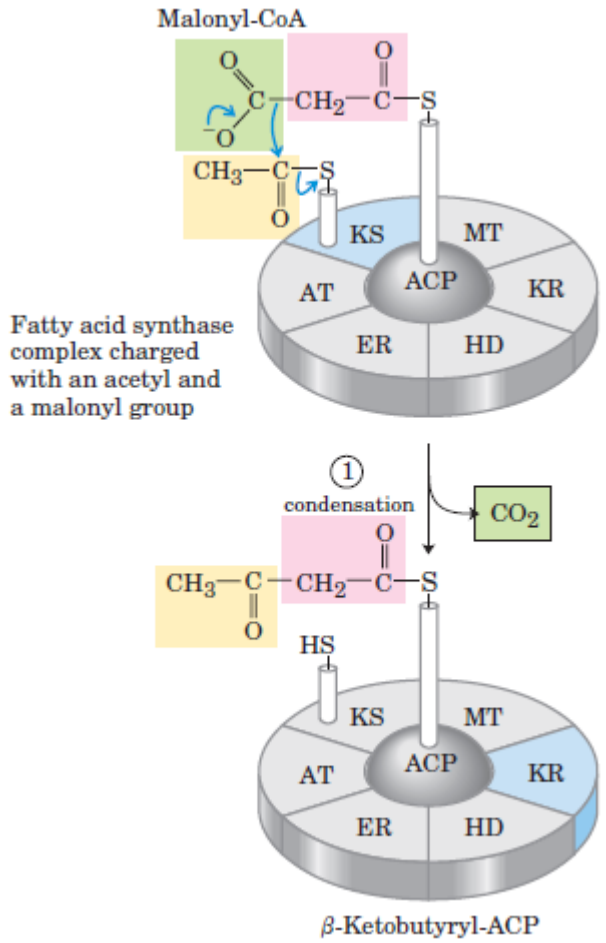 Malonyl-CoA
O O
C—CH₂—C—S
⁻O
CH₃—C—S
O
KS MT
AT ACP KR
ER HD
Fatty acid synthase
complex charged
with an acetyl and
a malonyl group
1
condensation
CO₂
O
CH₃—C—CH₂—C—S
O
HS
KS MT
AT ACP KR
ER HD
β-Ketobutyryl-ACP